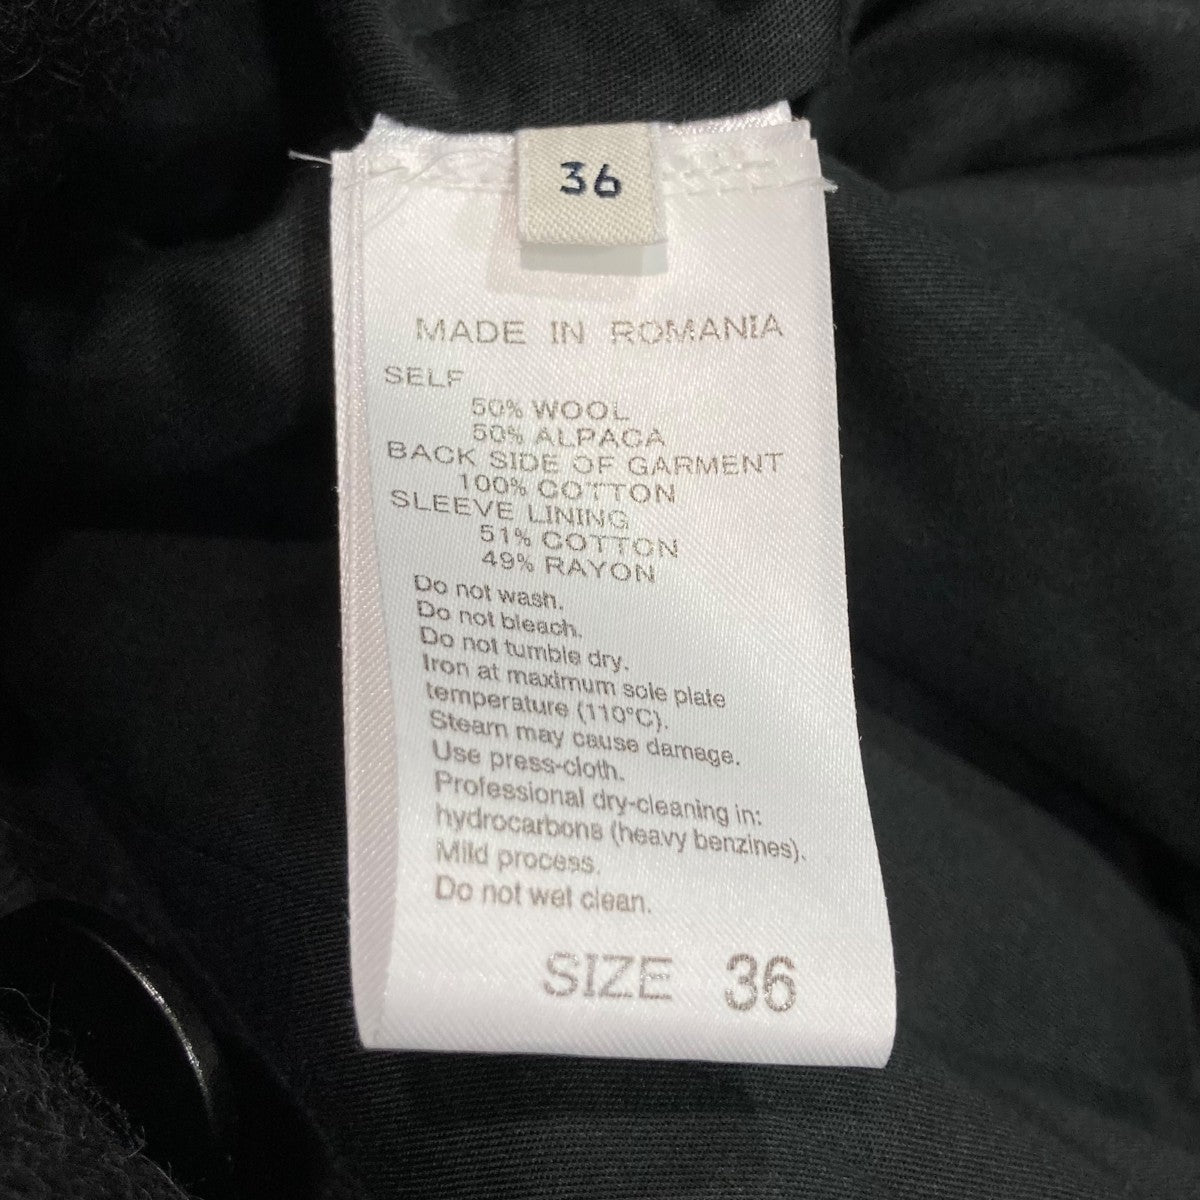 36
MADE IN ROMANIA
SELF
50% WOOL
50% ALPACA
BACK SIDE OF GARMENT
100% COTTON
SLEEVE LINING
51% COTTON
49% RAYON
Do not wash.
Do not bleach.
Do not tumble dry.
Iron at maximum sole plate
temperature (110°C).
Steam may cause damage.
Use press-cloth.
Professional dry-cleaning in:
hydrocarbons (heavy benzines).
Mild process.
Do not wet clean.
SIZE 36